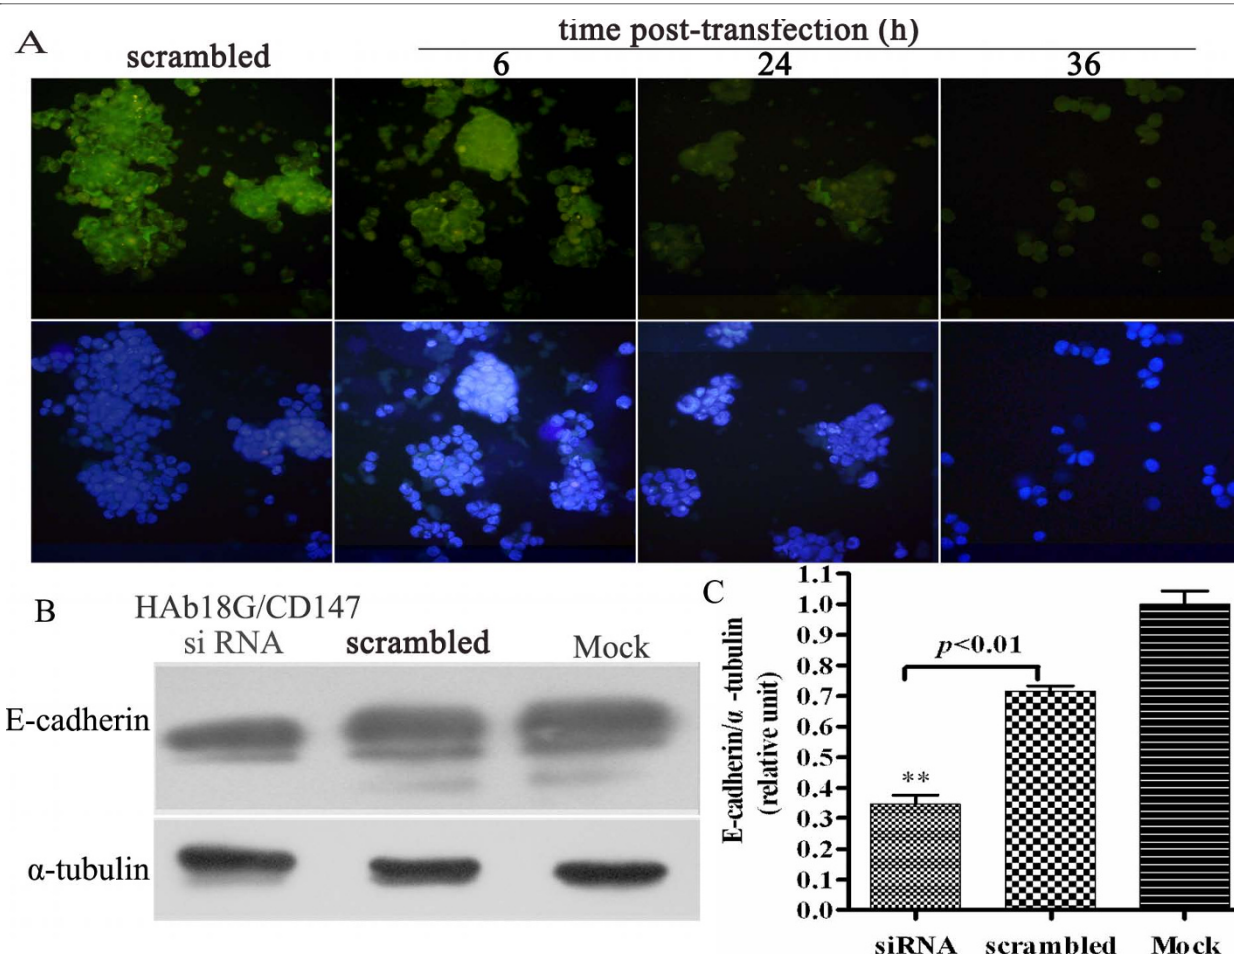 A
time post-transfection (h)
scrambled
6
24
36
B
HAb18G/CD147
si RNA
scrambled
Mock
E-cadherin
α-tubulin
C
E-cadherin/α -tubulin
(relative unit)
1.1
1.0
0.9
0.8
0.7
0.6
0.5
0.4
0.3
0.2
0.1
0.0
p<0.01
**
siRNA
scrambled
Mock